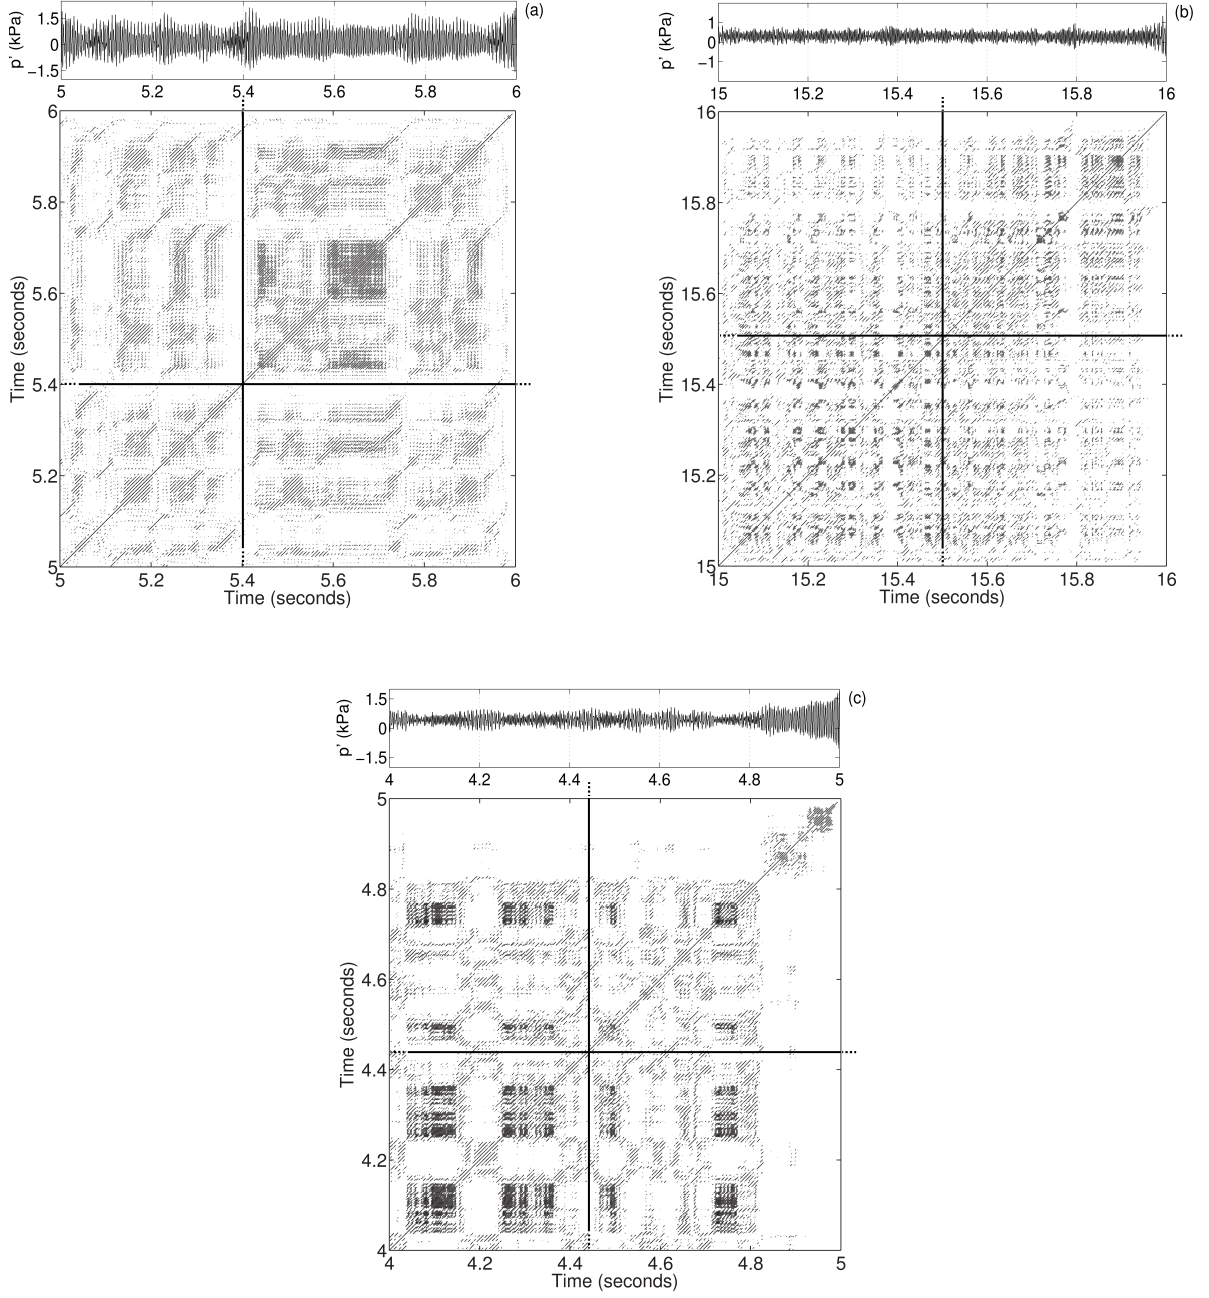 (a)
p' (kPa)
1.5
0
−1.5
5 5.2 5.4 5.6 5.8 6
Time (seconds)
6
5.8
5.6
5.4
5.2
5
5 5.2 5.4 5.6 5.8 6
Time (seconds)
(b)
p' (kPa)
1
0
−1
15 15.2 15.4 15.6 15.8 16
Time (seconds)
16
15.8
15.6
15.4
15.2
15
15 15.2 15.4 15.6 15.8 16
Time (seconds)
(c)
p' (kPa)
1.5
0
−1.5
4 4.2 4.4 4.6 4.8 5
Time (seconds)
5
4.8
4.6
4.4
4.2
4
4 4.2 4.4 4.6 4.8 5
Time (seconds)